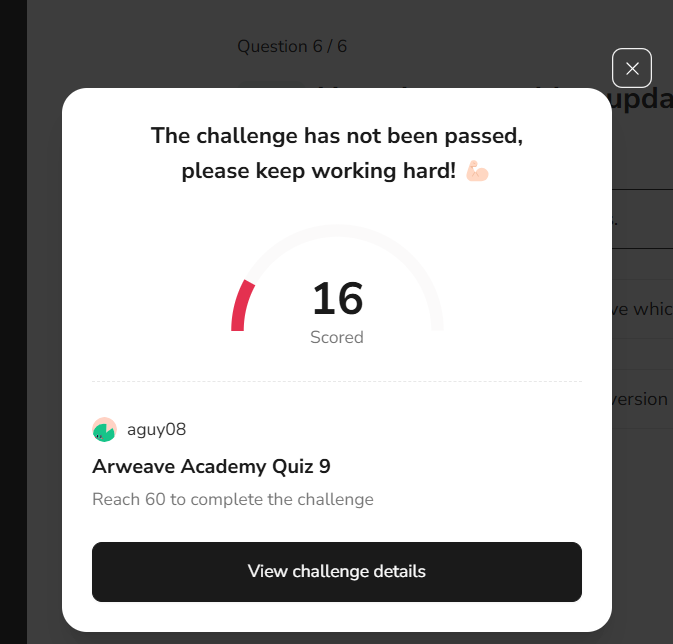 Question 6 / 6
upda
The challenge has not been passed,
please keep working hard! 💪🏻
16
Scored
ve whic
version
aguy08
Arweave Academy Quiz 9
Reach 60 to complete the challenge
View challenge details